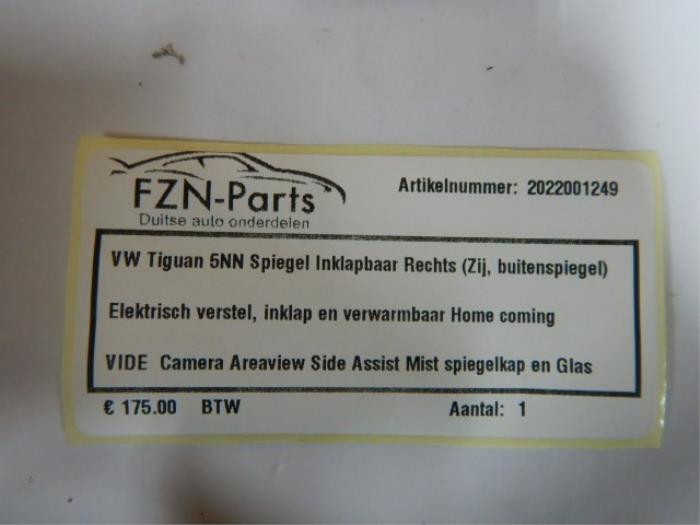 FZN-Parts
Duitse auto onderdelen
Artikelnummer: 2022001249
VW Tiguan 5NN Spiegel Inklapbaar Rechts (Zij, buitenspiegel)
Elektrisch verstel, inklap en verwarmbaar Home coming
VIDE Camera Areaview Side Assist Mist spiegelkap en Glas
€ 175.00 BTW Aantal: 1